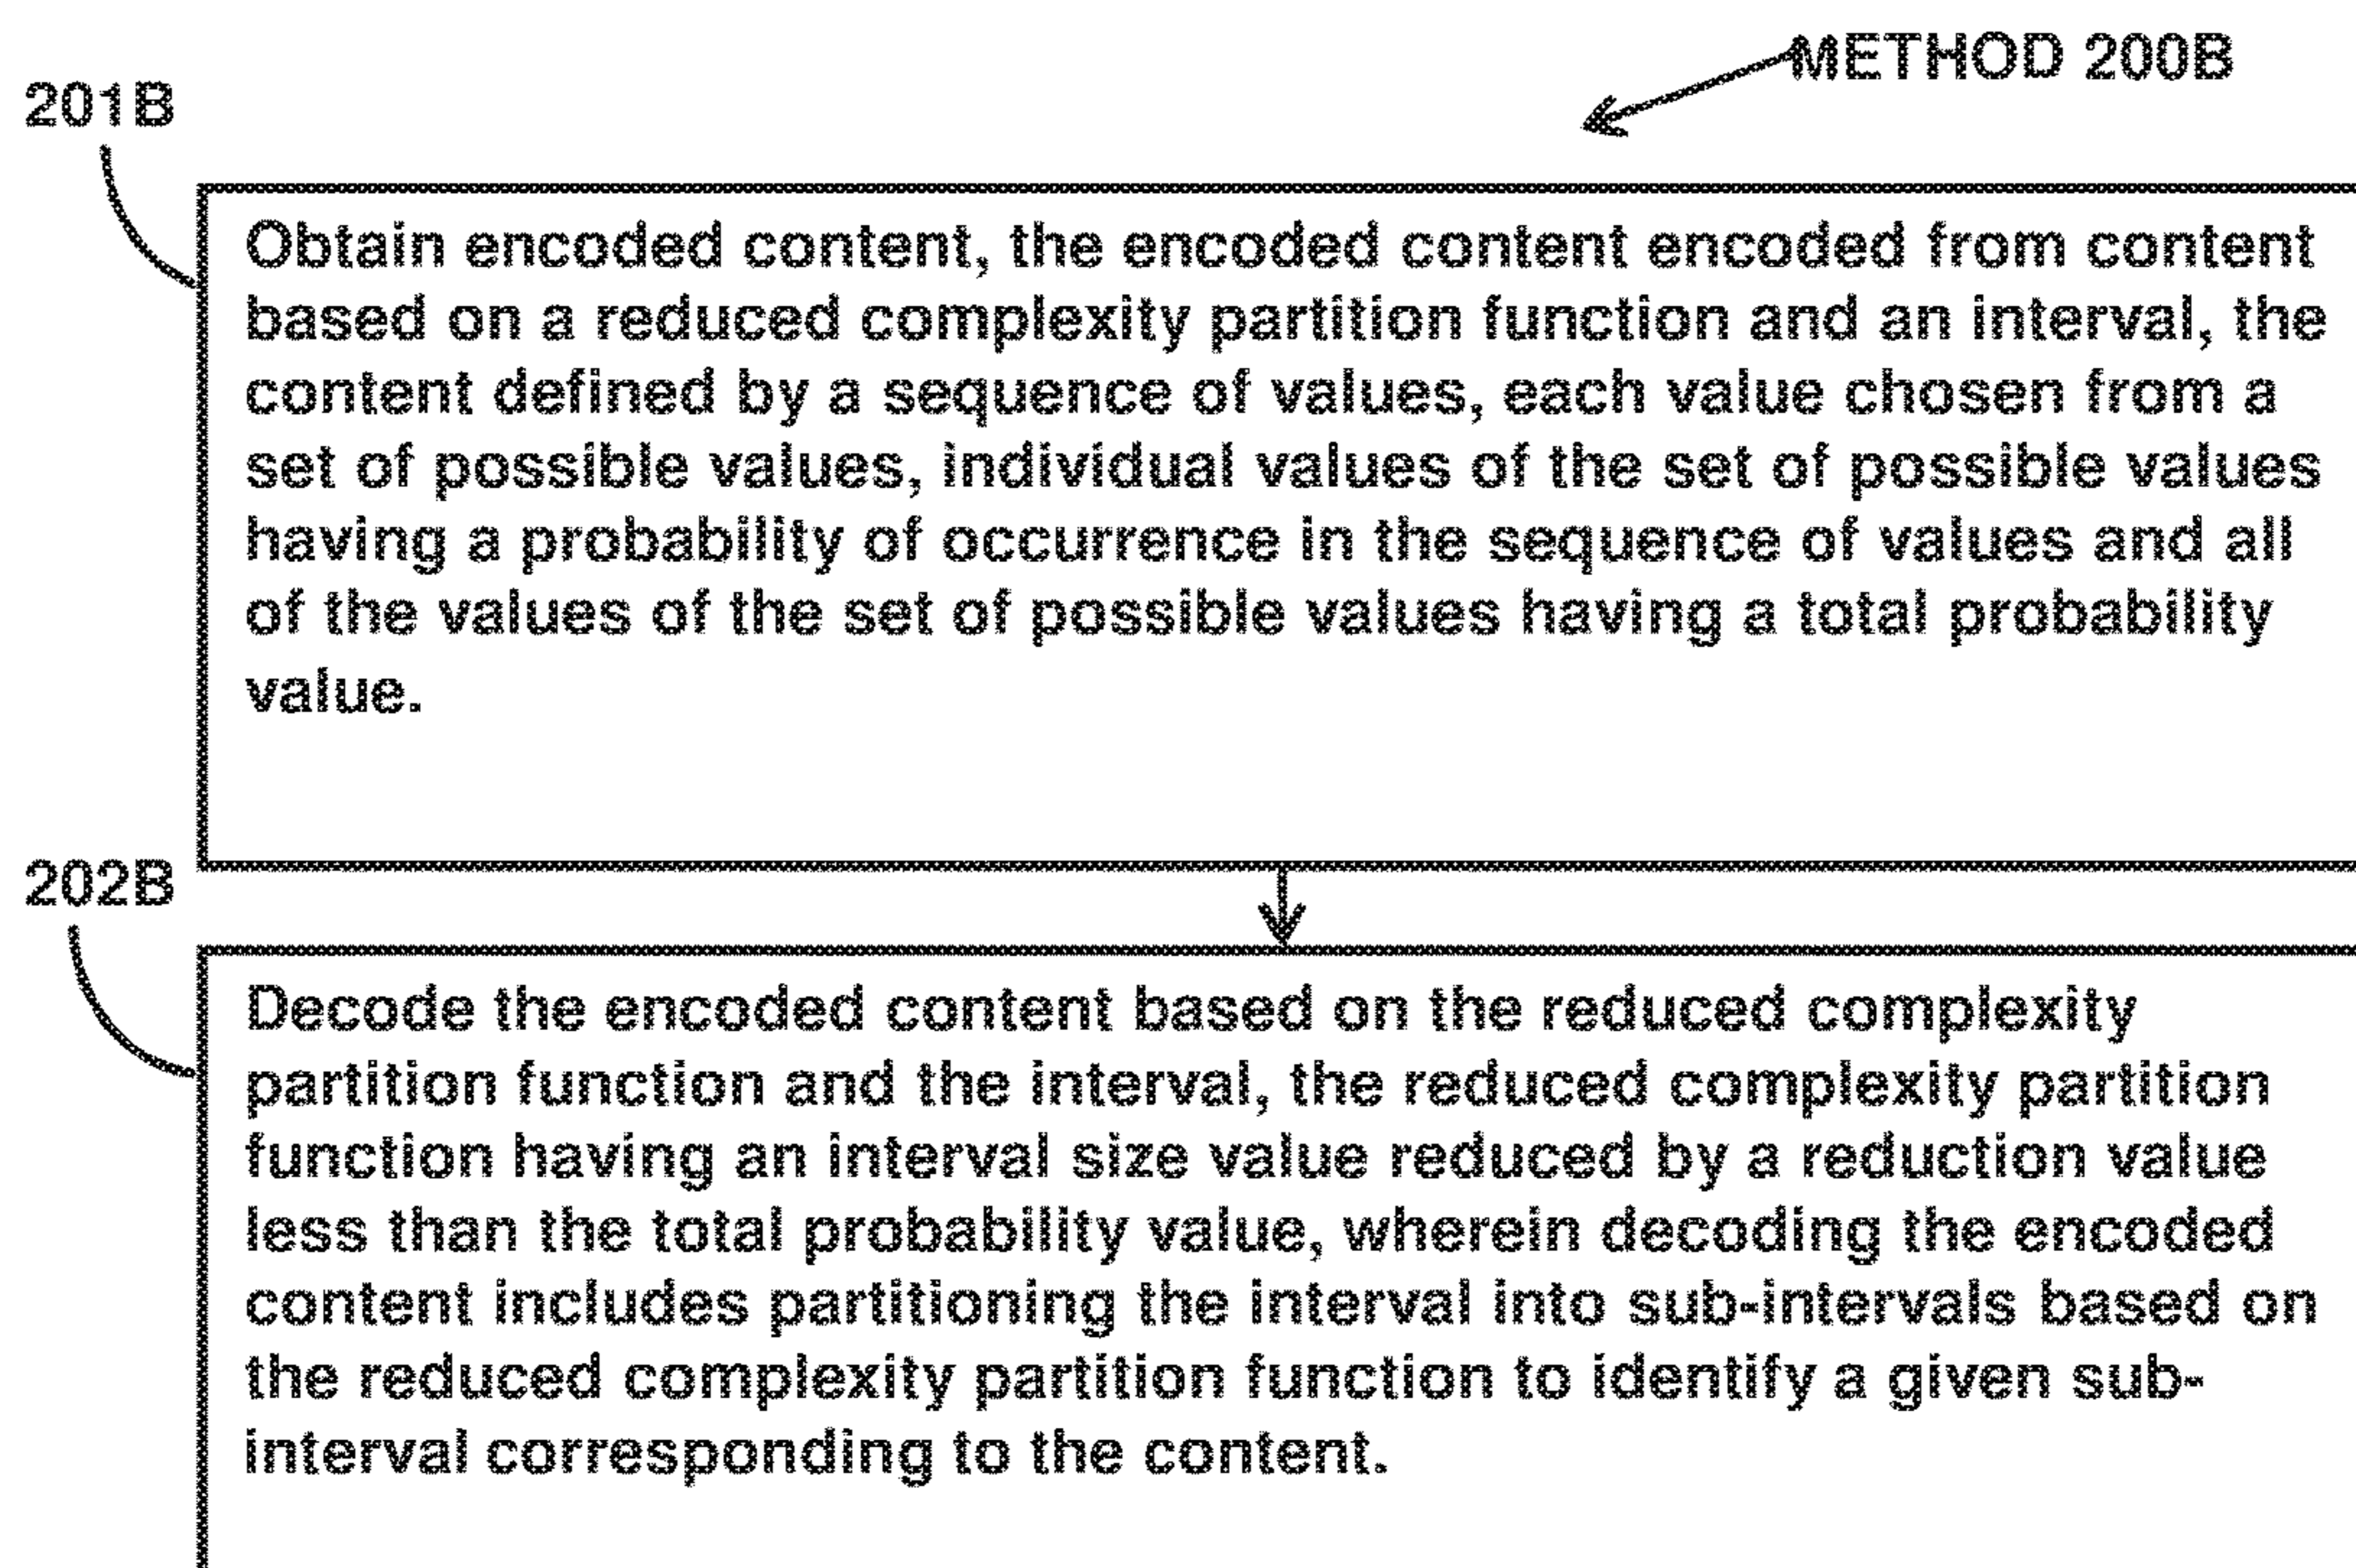 METHOD 200B
201B
Obtain encoded content, the encoded content encoded from content
based on a reduced complexity partition function and an interval, the
content defined by a sequence of values, each value chosen from a
set of possible values, individual values of the set of possible values
having a probability of occurrence in the sequence of values and all
of the values of the set of possible values having a total probability
value.
202B
Decode the encoded content based on the reduced complexity
partition function and the interval, the reduced complexity partition
function having an interval size value reduced by a reduction value
less than the total probability value, wherein decoding the encoded
content includes partitioning the interval into sub-intervals based on
the reduced complexity partition function to identify a given sub-
interval corresponding to the content.